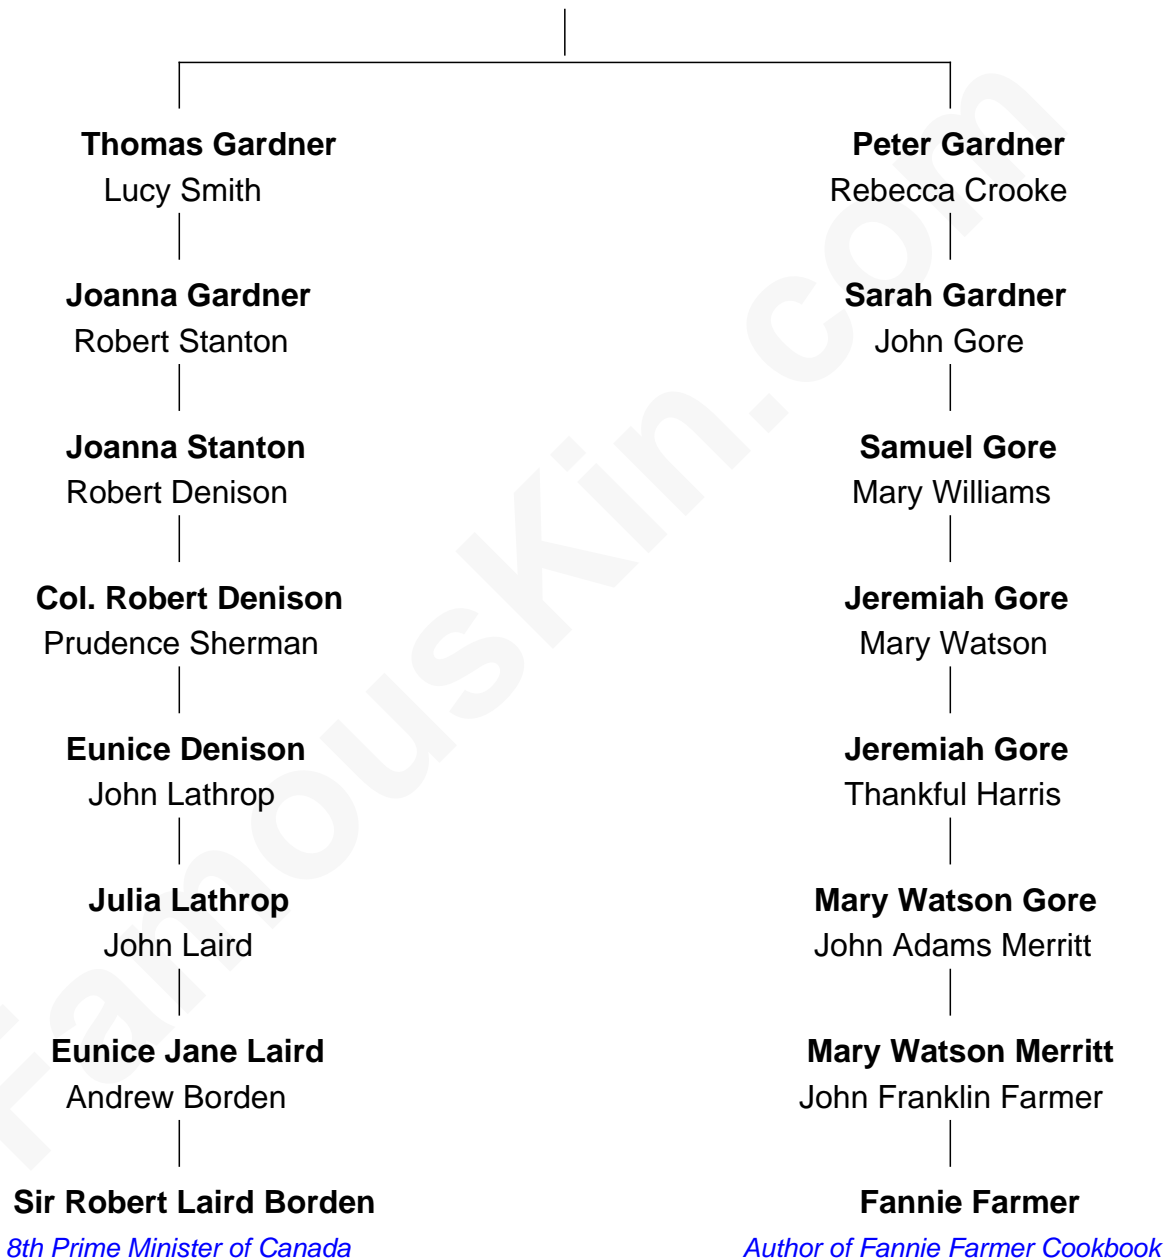 Thomas Gardner
Lucy Smith
Peter Gardner
Rebecca Crooke
Joanna Gardner
Robert Stanton
Sarah Gardner
John Gore
Joanna Stanton
Robert Denison
Samuel Gore
Mary Williams
Col. Robert Denison
Prudence Sherman
Jeremiah Gore
Mary Watson
Eunice Denison
John Lathrop
Jeremiah Gore
Thankful Harris
Julia Lathrop
John Laird
Mary Watson Gore
John Adams Merritt
Eunice Jane Laird
Andrew Borden
Mary Watson Merritt
John Franklin Farmer
Sir Robert Laird Borden
8th Prime Minister of Canada
Fannie Farmer
Author of Fannie Farmer Cookbook
FamousKin.com